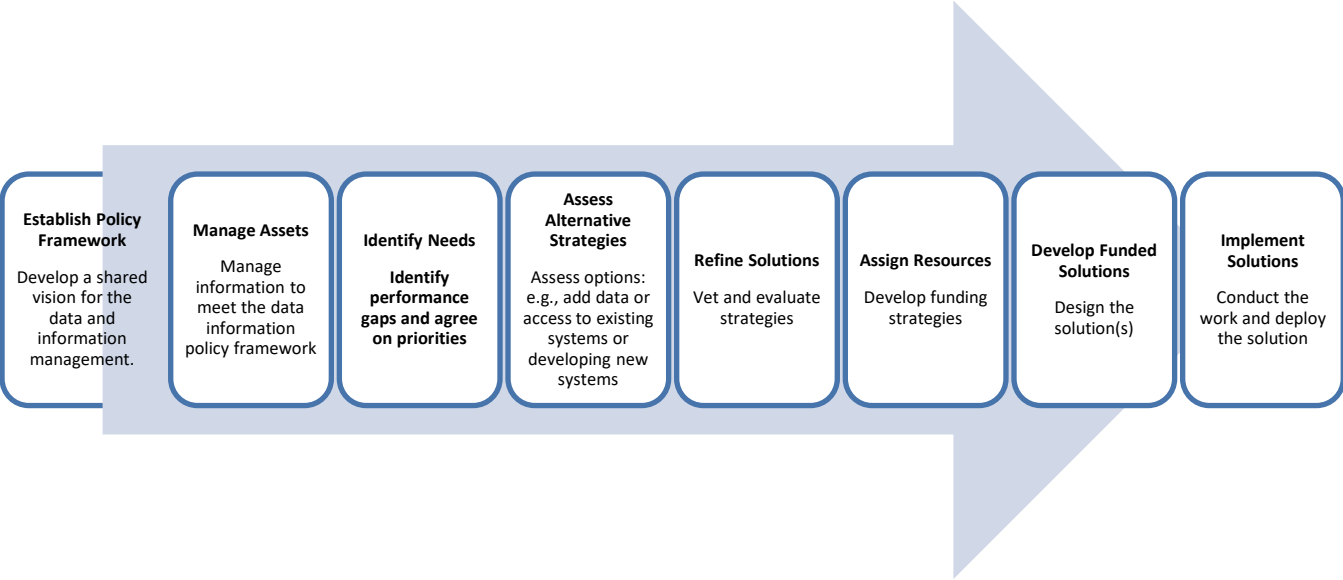 Establish Policy
Framework
Develop a shared
vision for the
data and
information
management.
Manage Assets
Manage
information to
meet the data
information
policy framework
Identify Needs
Identify
performance
gaps and agree
on priorities
Assess
Alternative
Strategies
Assess options:
e.g., add data or
access to existing
systems or
developing new
systems
Refine Solutions
Vet and evaluate
strategies
Assign Resources
Develop funding
strategies
Develop Funded
Solutions
Design the
solution(s)
Implement
Solutions
Conduct the
work and deploy
the solution